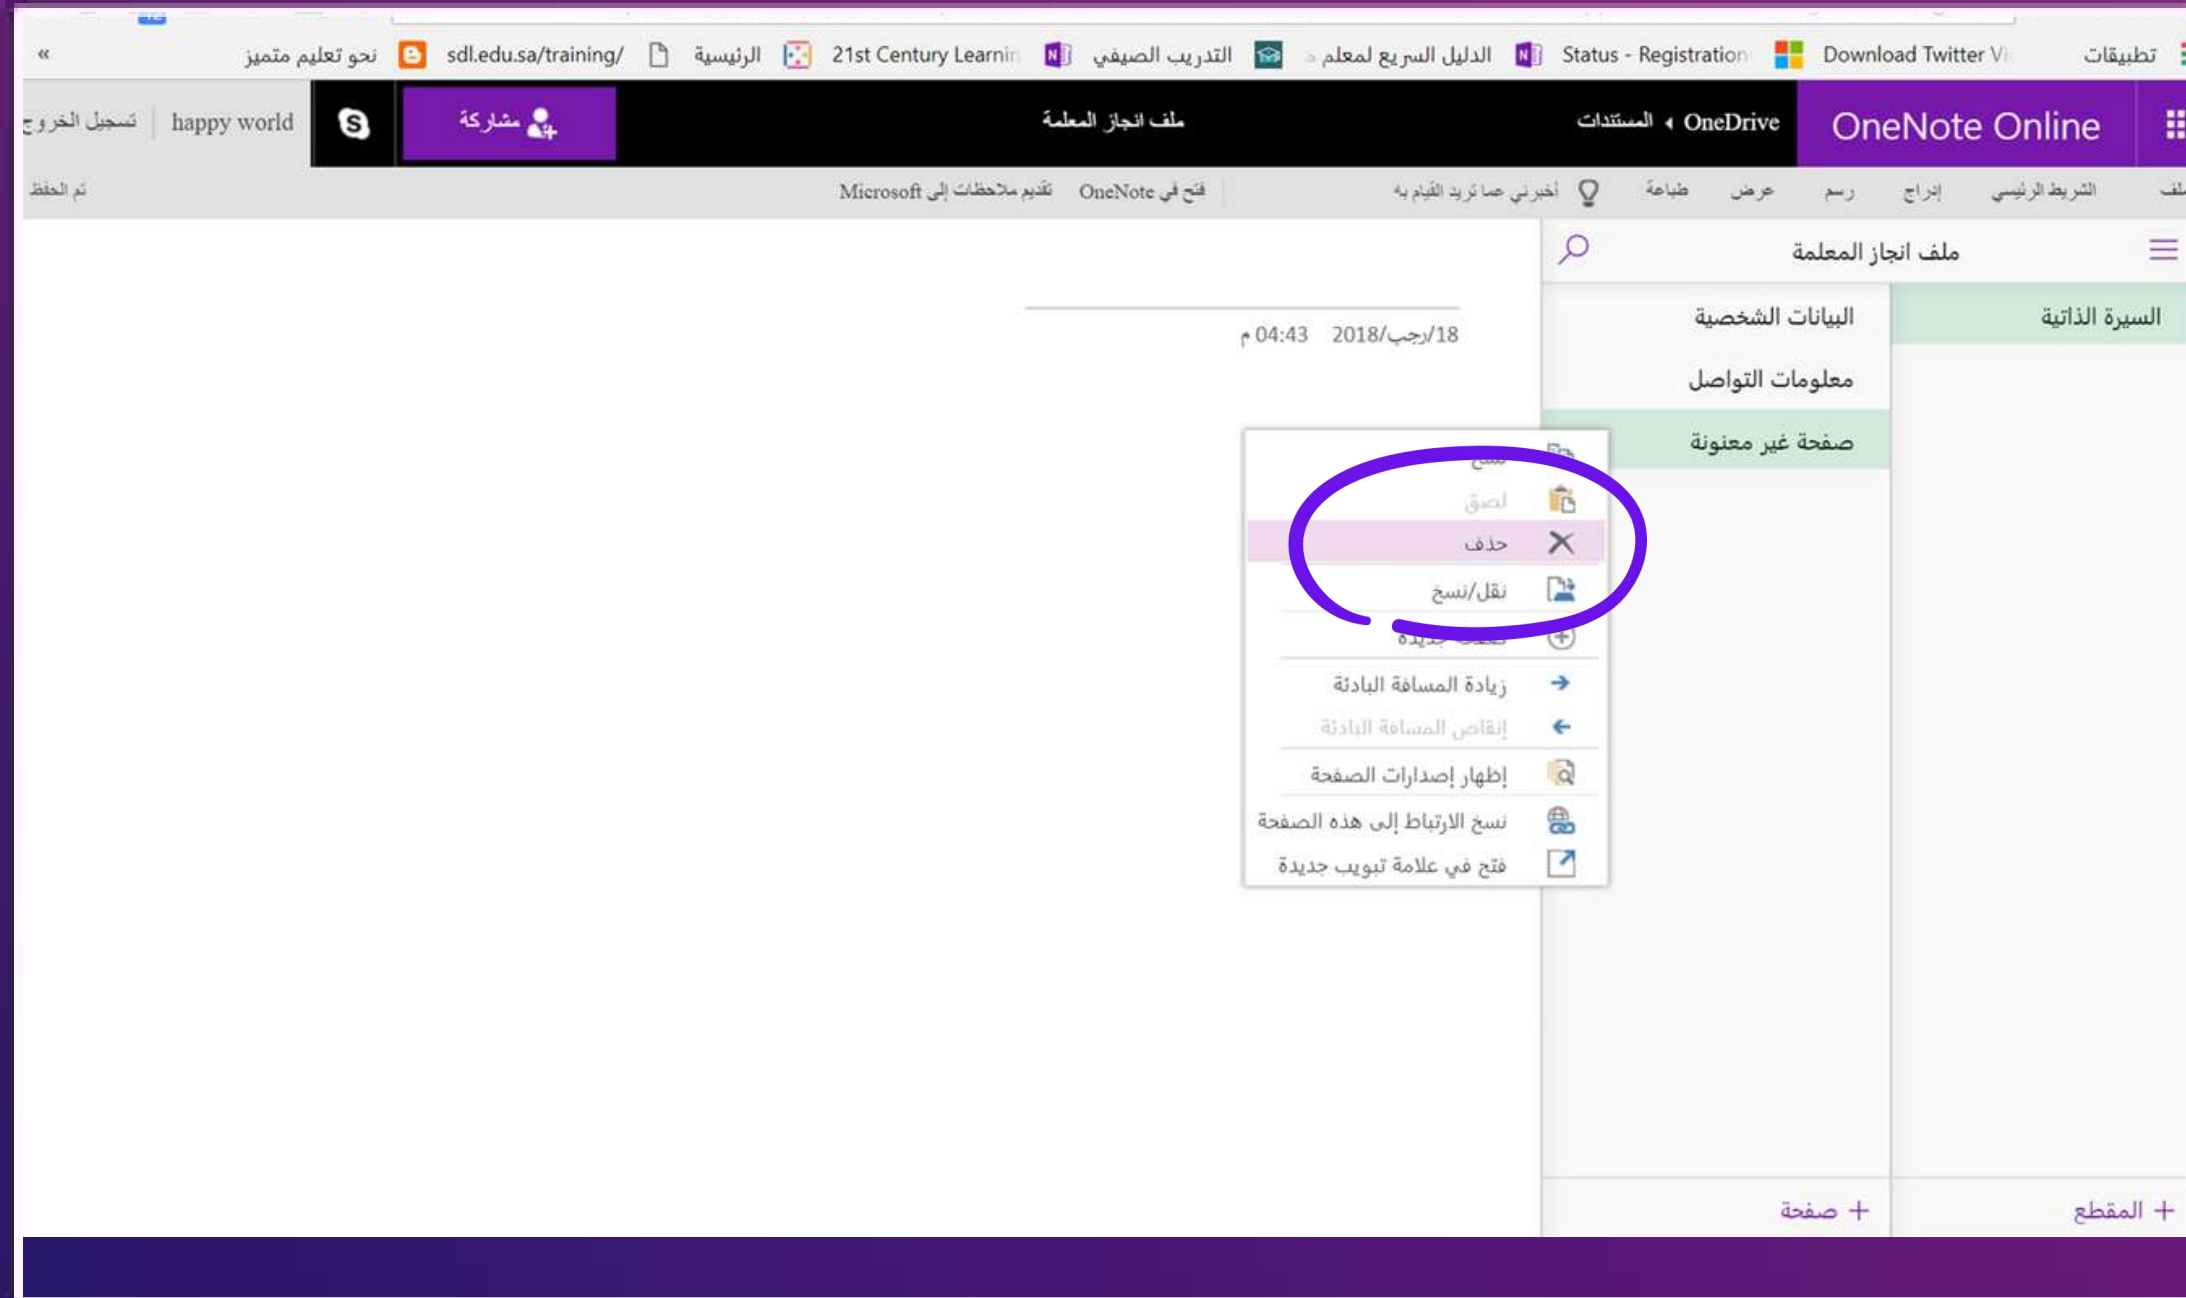 تطبيقات Download Twitter Vi Status - Registration الدليل السريع لمعلم التدريب الصيفي 21st Century Learnin الرئيسية sdl.edu.sa/training/ نحو تعليم متميز »
OneNote Online OneDrive ▸ المستندات ملف انجاز المعلمة مشاركة happy world تسجيل الخروج
ملف الشريط الرئيسي إدراج رسم عرض طباعة أخبرني عما تريد القيام به فتح في OneNote تقديم ملاحظات إلى Microsoft تم الحفظ
ملف انجاز المعلمة
السيرة الذاتية
البيانات الشخصية
معلومات التواصل
صفحة غير معنونة
18/رجب/2018 04:43 م
نسخ
لصق
حذف
نقل/نسخ
جديدة
زيادة المسافة البادئة
إنقاص المسافة البادئة
إظهار إصدارات الصفحة
نسخ الارتباط إلى هذه الصفحة
فتح في علامة تبويب جديدة
+ المقطع
+ صفحة